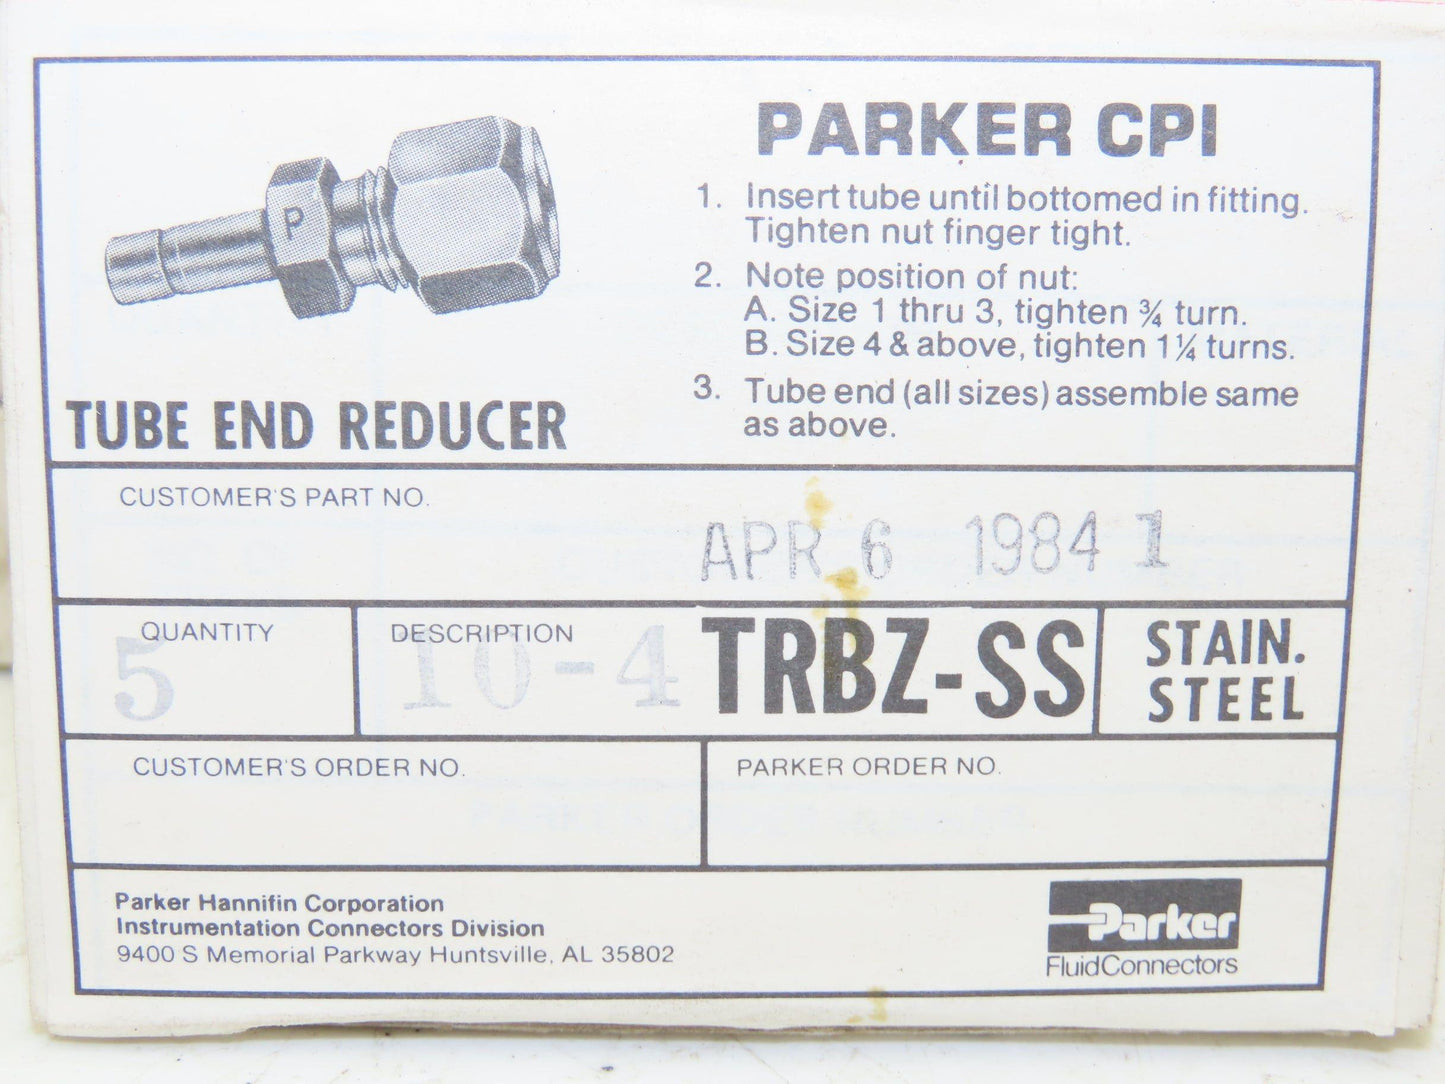 P
TUBE END REDUCER
PARKER CPI
1. Insert tube until bottomed in fitting.
Tighten nut finger tight.
2. Note position of nut:
A. Size 1 thru 3, tighten ¾ turn.
B. Size 4 & above, tighten 1¼ turns.
3. Tube end (all sizes) assemble same
as above.
CUSTOMER'S PART NO.
APR 6 1984 1
QUANTITY
5
DESCRIPTION
10-4 TRBZ-SS
STAIN.
STEEL
CUSTOMER'S ORDER NO.
PARKER ORDER NO.
Parker Hannifin Corporation
Instrumentation Connectors Division
9400 S Memorial Parkway Huntsville, AL 35802
Parker
FluidConnectors